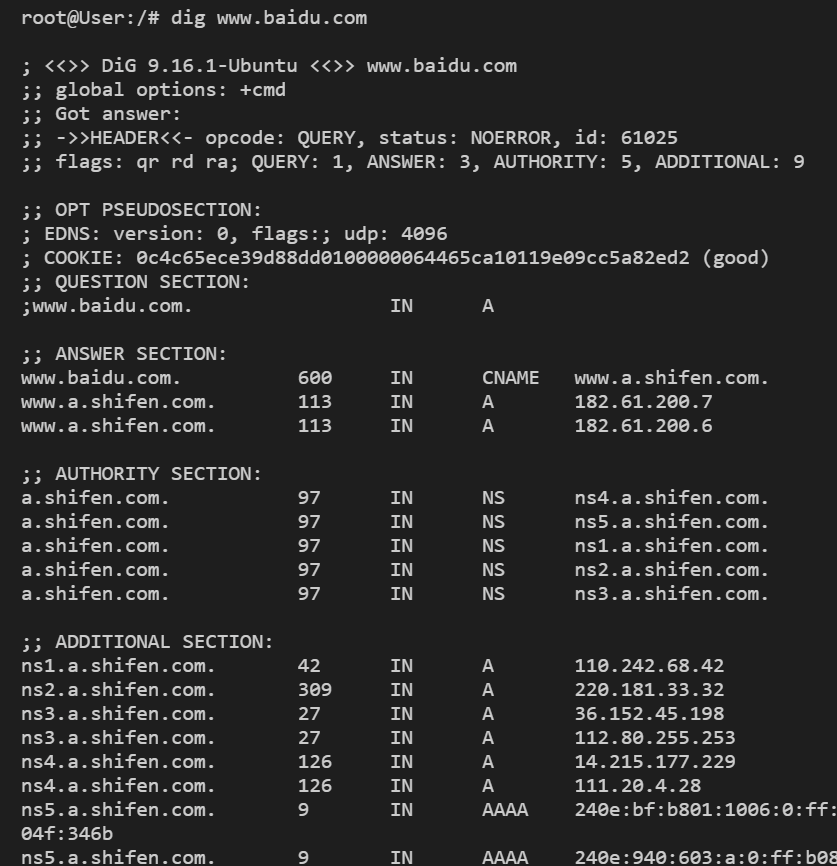 root@User:/# dig www.baidu.com
; <<>> DiG 9.16.1-Ubuntu <<>> www.baidu.com
;; global options: +cmd
;; Got answer:
;; ->>HEADER<<- opcode: QUERY, status: NOERROR, id: 61025
;; flags: qr rd ra; QUERY: 1, ANSWER: 3, AUTHORITY: 5, ADDITIONAL: 9
;; OPT PSEUDOSECTION:
; EDNS: version: 0, flags:; udp: 4096
; COOKIE: 0c4c65ece39d88dd0100000064465ca10119e09cc5a82ed2 (good)
;; QUESTION SECTION:
;www.baidu.com. IN A
;; ANSWER SECTION:
www.baidu.com. 600 IN CNAME www.a.shifen.com.
www.a.shifen.com. 113 IN A 182.61.200.7
www.a.shifen.com. 113 IN A 182.61.200.6
;; AUTHORITY SECTION:
a.shifen.com. 97 IN NS ns4.a.shifen.com.
a.shifen.com. 97 IN NS ns5.a.shifen.com.
a.shifen.com. 97 IN NS ns1.a.shifen.com.
a.shifen.com. 97 IN NS ns2.a.shifen.com.
a.shifen.com. 97 IN NS ns3.a.shifen.com.
;; ADDITIONAL SECTION:
ns1.a.shifen.com. 42 IN A 110.242.68.42
ns2.a.shifen.com. 309 IN A 220.181.33.32
ns3.a.shifen.com. 27 IN A 36.152.45.198
ns3.a.shifen.com. 27 IN A 112.80.255.253
ns4.a.shifen.com. 126 IN A 14.215.177.229
ns4.a.shifen.com. 126 IN A 111.20.4.28
ns5.a.shifen.com. 9 IN AAAA 240e:bf:b801:1006:0:ff:
04f:346b
ns5.a.shifen.com. 9 IN AAAA 240e:940:603:a:0:ff:b08